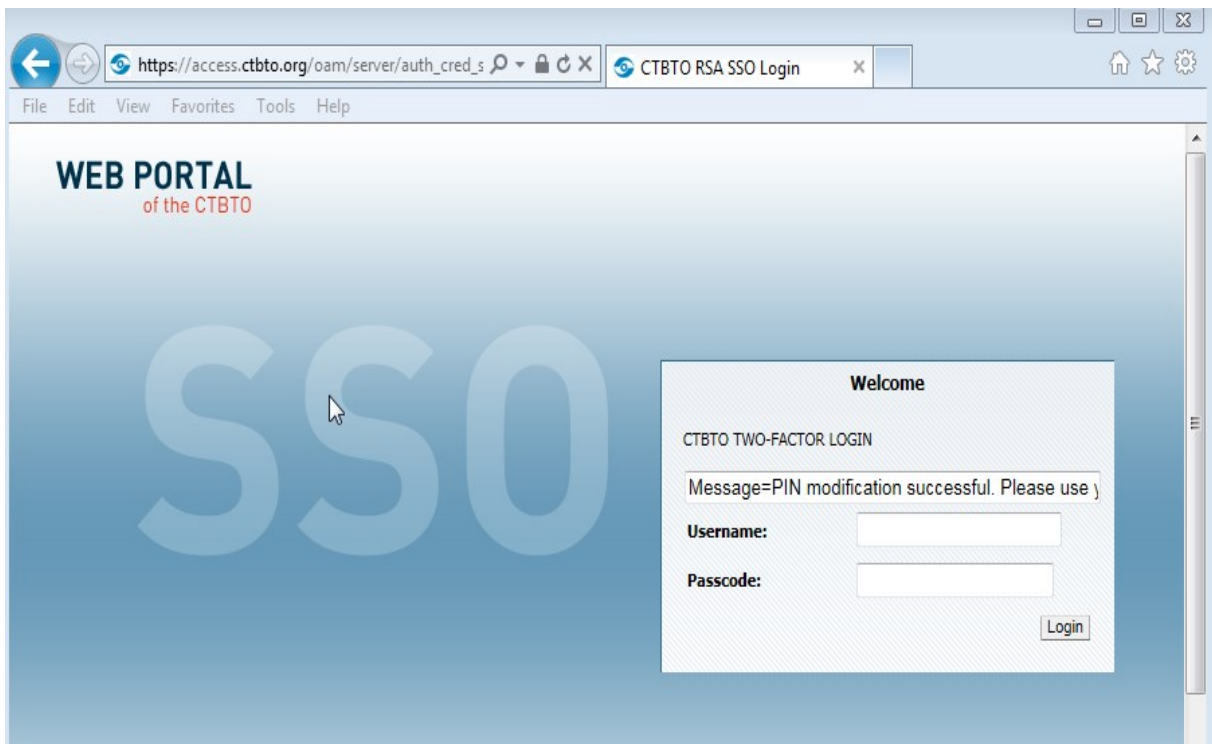 https://access.ctbto.org/oam/server/auth_cred_s
CTBTO RSA SSO Login
File Edit View Favorites Tools Help
WEB PORTAL
of the CTBTO
SSO
Welcome
CTBTO TWO-FACTOR LOGIN
Message=PIN modification successful. Please use y
Username:
Passcode:
Login